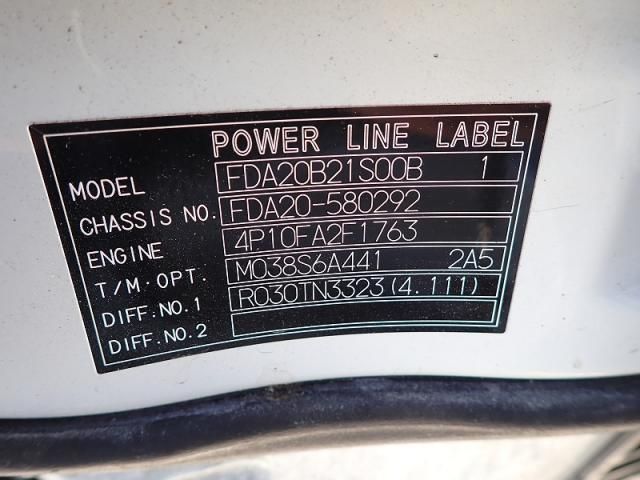 POWER LINE LABEL
MODEL FDA20B21S00B 1
CHASSIS NO. FDA20-580292
ENGINE 4P10FA2F1763
T/M.OPT. M038S6A441 2A5
DIFF.NO.1 R030TN3323(4.111)
DIFF.NO.2